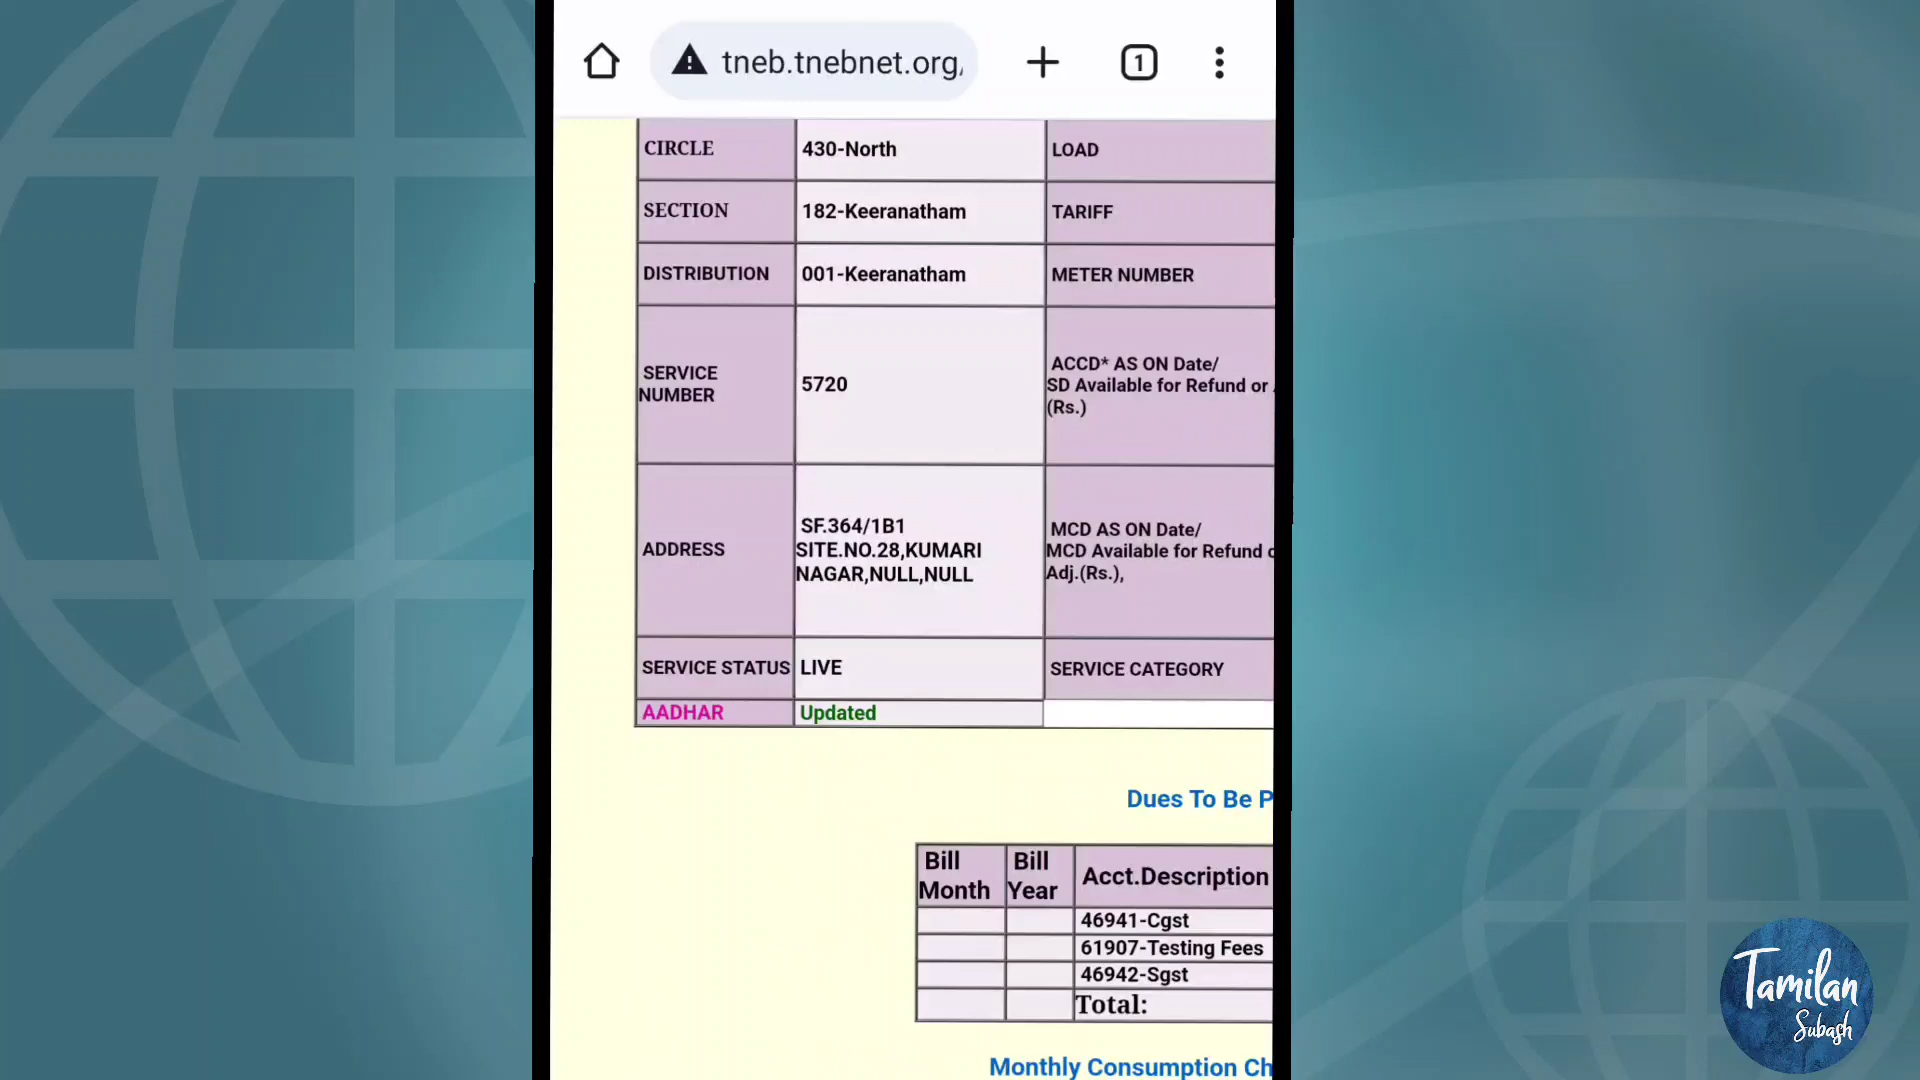 tneb.tnebnet.org/
1
CIRCLE 430-North LOAD
SECTION 182-Keeranatham TARIFF
DISTRIBUTION 001-Keeranatham METER NUMBER
SERVICE NUMBER 5720
ACCD* AS ON Date/
SD Available for Refund or
(Rs.)
ADDRESS
SF.364/1B1
SITE.NO.28,KUMARI
NAGAR,NULL,NULL
MCD AS ON Date/
MCD Available for Refund
Adj.(Rs.),
SERVICE STATUS LIVE SERVICE CATEGORY
AADHAR Updated
Dues To Be
Bill Month Bill Year Acct.Description
46941-Cgst
61907-Testing Fees
46942-Sgst
Total:
Monthly Consumption
Tamilan
Subash